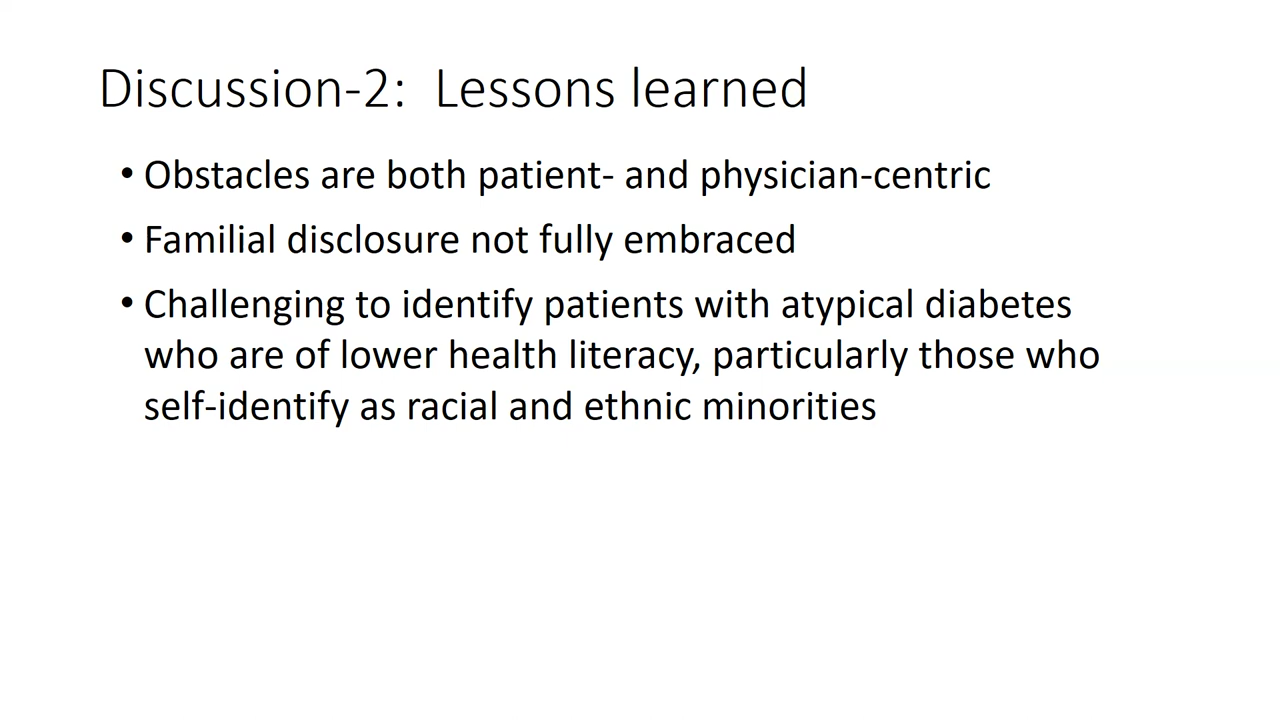 Discussion-2: Lessons learned
• Obstacles are both patient- and physician-centric
• Familial disclosure not fully embraced
• Challenging to identify patients with atypical diabetes
who are of lower health literacy, particularly those who
self-identify as racial and ethnic minorities